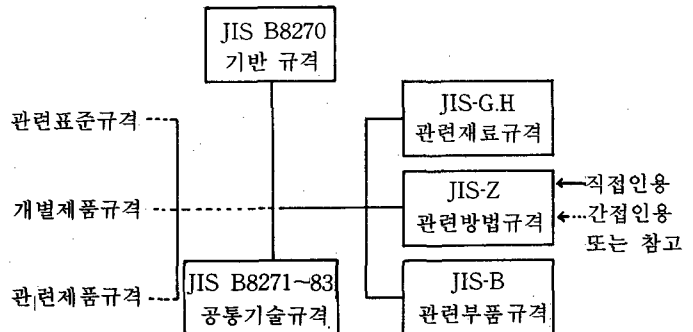 JIS B8270
기반 규격
관련표준규격
JIS-G.H
관련재료규격
개별제품규격
JIS-Z
관련방법규격
직접인용
간접인용
또는 참고
관련제품규격
JIS B8271~83
공통기술규격
JIS-B
관련부품규격